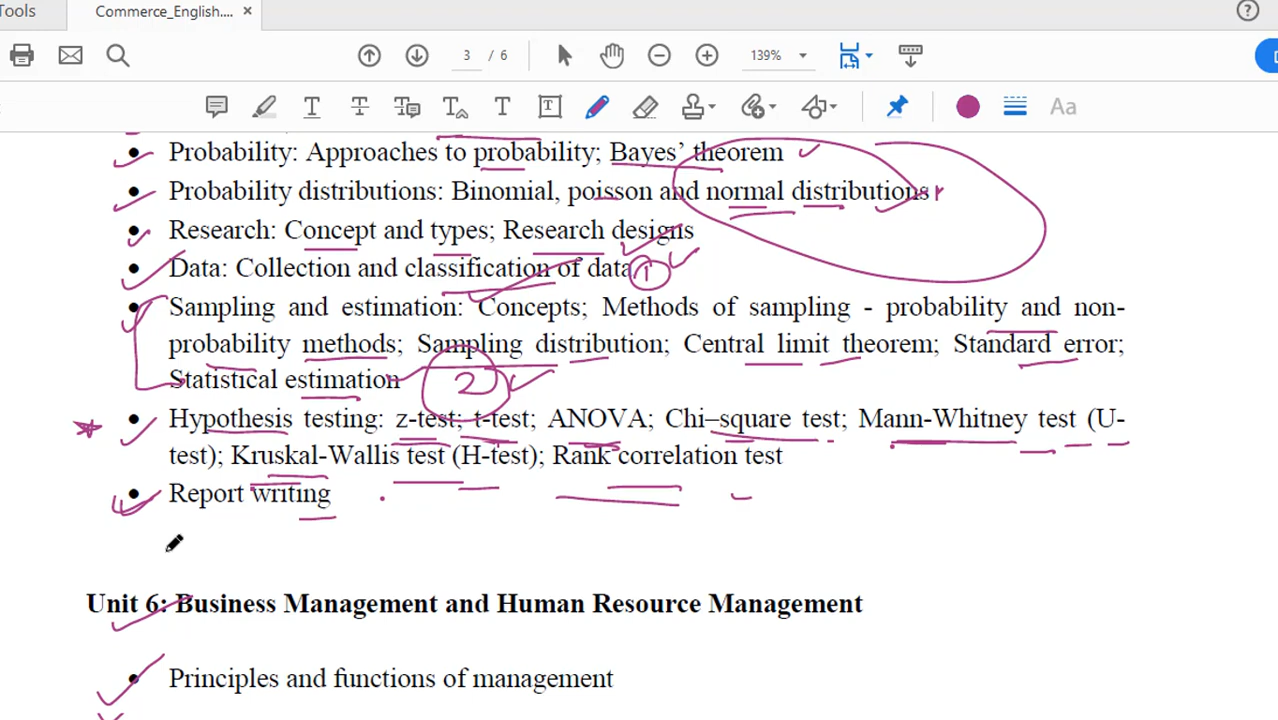 Tools
Commerce_English.... ×
3 / 6
139%
Aa
• Probability: Approaches to probability; Bayes' theorem
• Probability distributions: Binomial, poisson and normal distributions
• Research: Concept and types; Research designs
• Data: Collection and classification of data 1
• Sampling and estimation: Concepts; Methods of sampling - probability and non-
probability methods; Sampling distribution; Central limit theorem; Standard error;
Statistical estimation 2
• Hypothesis testing: z-test; t-test; ANOVA; Chi–square test; Mann-Whitney test (U-
test); Kruskal-Wallis test (H-test); Rank correlation test
• Report writing
Unit 6: Business Management and Human Resource Management
• Principles and functions of management